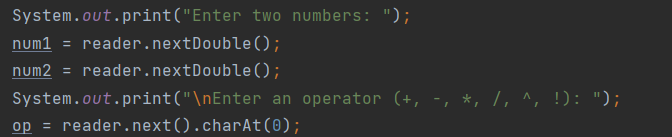 System.out.print("Enter two numbers: ");
num1 = reader.nextDouble();
num2 = reader.nextDouble();
System.out.print("\nEnter an operator (+, -, *, /, ^, !): ");
op = reader.next().charAt(0);